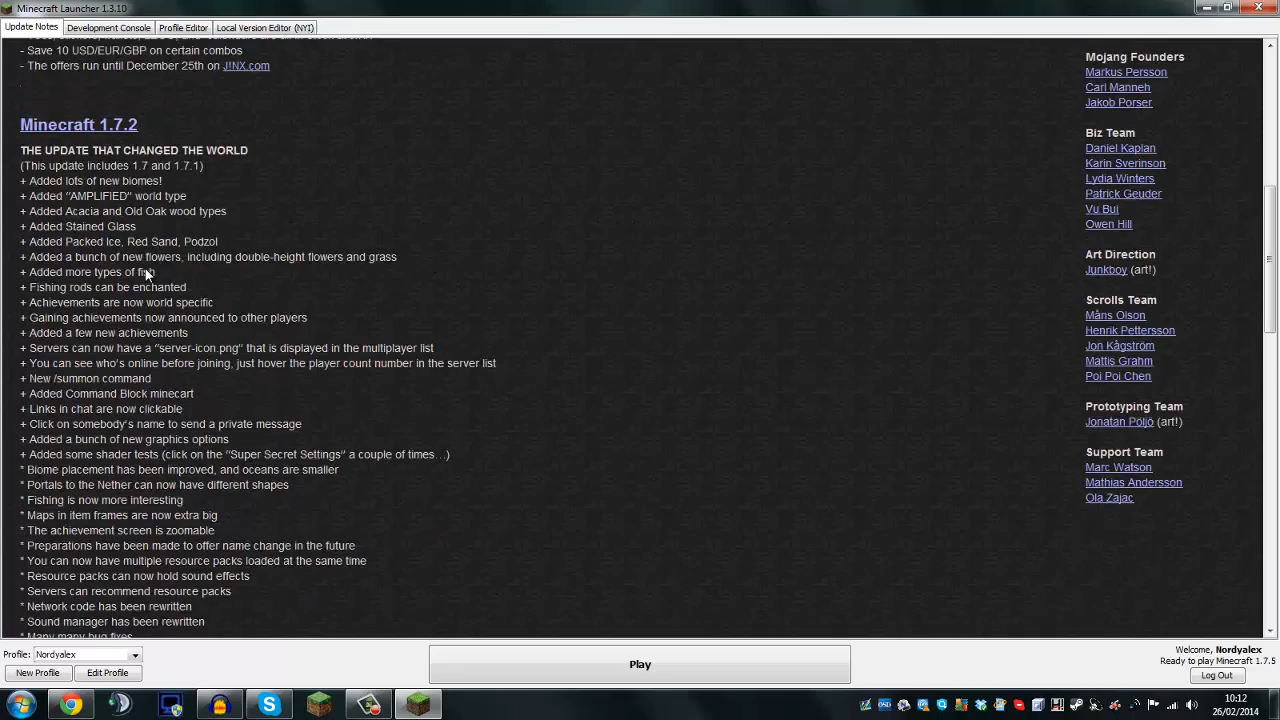 Minecraft Launcher 1.3.10
Update Notes
Development Console
Profile Editor
Local Version Editor (NYI)
- Save 10 USD/EUR/GBP on certain combos
- The offers run until December 25th on J!NX.com
Minecraft 1.7.2
THE UPDATE THAT CHANGED THE WORLD
(This update includes 1.7 and 1.7.1)
+ Added lots of new biomes!
+ Added "AMPLIFIED" world type
+ Added Acacia and Old Oak wood types
+ Added Stained Glass
+ Added Packed Ice, Red Sand, Podzol
+ Added a bunch of new flowers, including double-height flowers and grass
+ Added more types of fish
+ Fishing rods can be enchanted
+ Achievements are now world specific
+ Gaining achievements now announced to other players
+ Added a few new achievements
+ Servers can now have a "server-icon.png" that is displayed in the multiplayer list
+ You can see who's online before joining, just hover the player count number in the server list
+ New /summon command
+ Added Command Block minecart
+ Links in chat are now clickable
+ Click on somebody's name to send a private message
+ Added a bunch of new graphics options
+ Added some shader tests (click on the "Super Secret Settings" a couple of times…)
* Biome placement has been improved, and oceans are smaller
* Portals to the Nether can now have different shapes
* Fishing is now more interesting
* Maps in item frames are now extra big
* The achievement screen is zoomable
* Preparations have been made to offer name change in the future
* You can now have multiple resource packs loaded at the same time
* Resource packs can now hold sound effects
* Servers can recommend resource packs
* Network code has been rewritten
* Sound manager has been rewritten
* Many many bug fixes
Mojang Founders
Markus Persson
Carl Manneh
Jakob Porser
Biz Team
Daniel Kaplan
Karin Sverinson
Lydia Winters
Patrick Geuder
Vu Bui
Owen Hill
Art Direction
Junkboy (art!)
Scrolls Team
Måns Olson
Henrik Pettersson
Jon Kågström
Mattis Grahm
Poi Poi Chen
Prototyping Team
Jonatan Pöljö (art!)
Support Team
Marc Watson
Mathias Andersson
Ola Zajac
Profile: Nordyalex
New Profile
Edit Profile
Play
Welcome, Nordyalex
Ready to play Minecraft 1.7.5
Log Out
10:12
26/02/2014